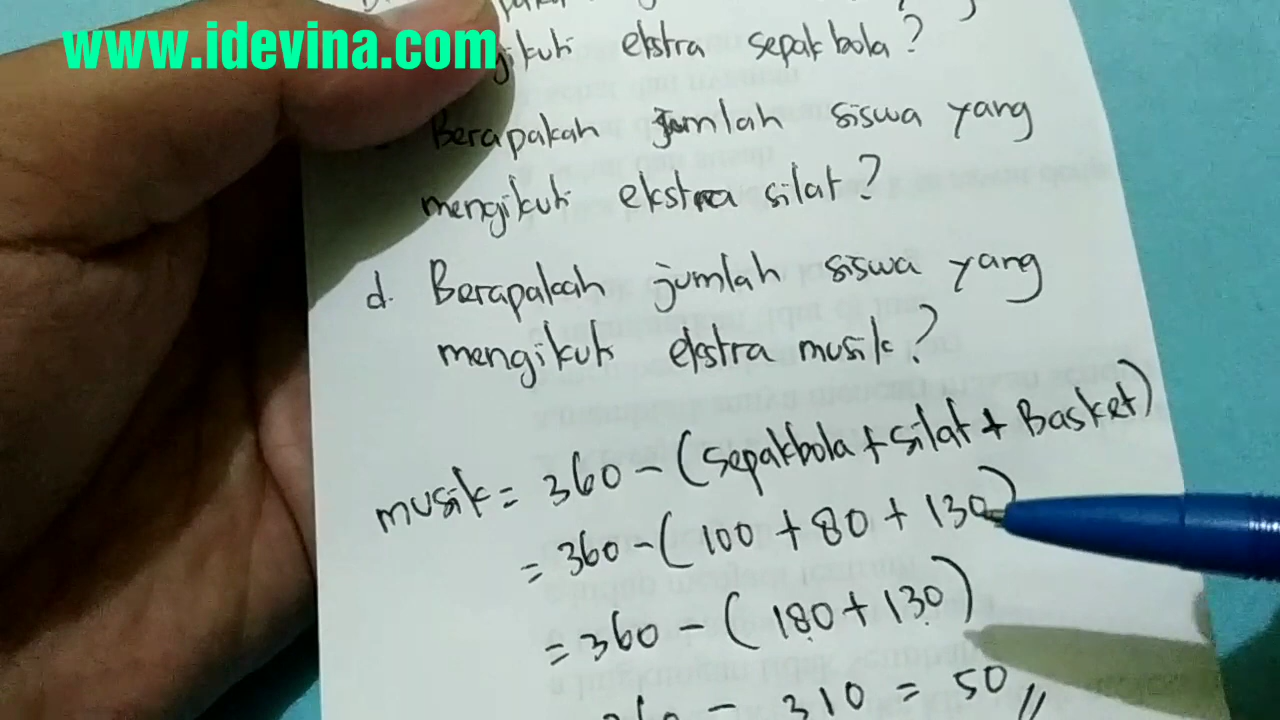 www.idevina.com
ekstra sepakbola?
Berapakah jumlah siswa yang
mengikuti ekstra silat?
d. Berapakah jumlah siswa yang
mengikuti ekstra musik?
musik = 360 - (sepakbola + silat + Basket)
= 360 - (100 + 80 + 130)
= 360 - (180 + 130)
360 - 310 = 50 //